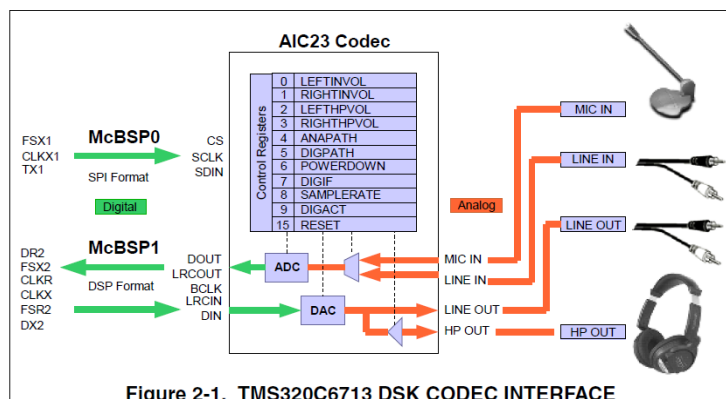 AIC23 Codec
Control Registers
0 LEFTINVOL
1 RIGHTINVOL
2 LEFTHPVOL
3 RIGHTHPVOL
4 ANAPATH
5 DIGPATH
6 POWERDOWN
7 DIGIF
8 SAMPLERATE
9 DIGACT
15 RESET
McBSP0
FSX1
CLKX1
TX1
SPI Format
CS
SCLK
SDIN
Digital
McBSP1
DR2
FSX2
CLKR
CLKX
FSR2
DX2
DSP Format
DOUT
LRCOUT
BCLK
LRCIN
DIN
ADC
DAC
Analog
MIC IN
LINE IN
LINE OUT
HP OUT
MIC IN
LINE IN
LINE OUT
HP OUT
Figure 2-1. TMS320C6713 DSK CODEC INTERFACE